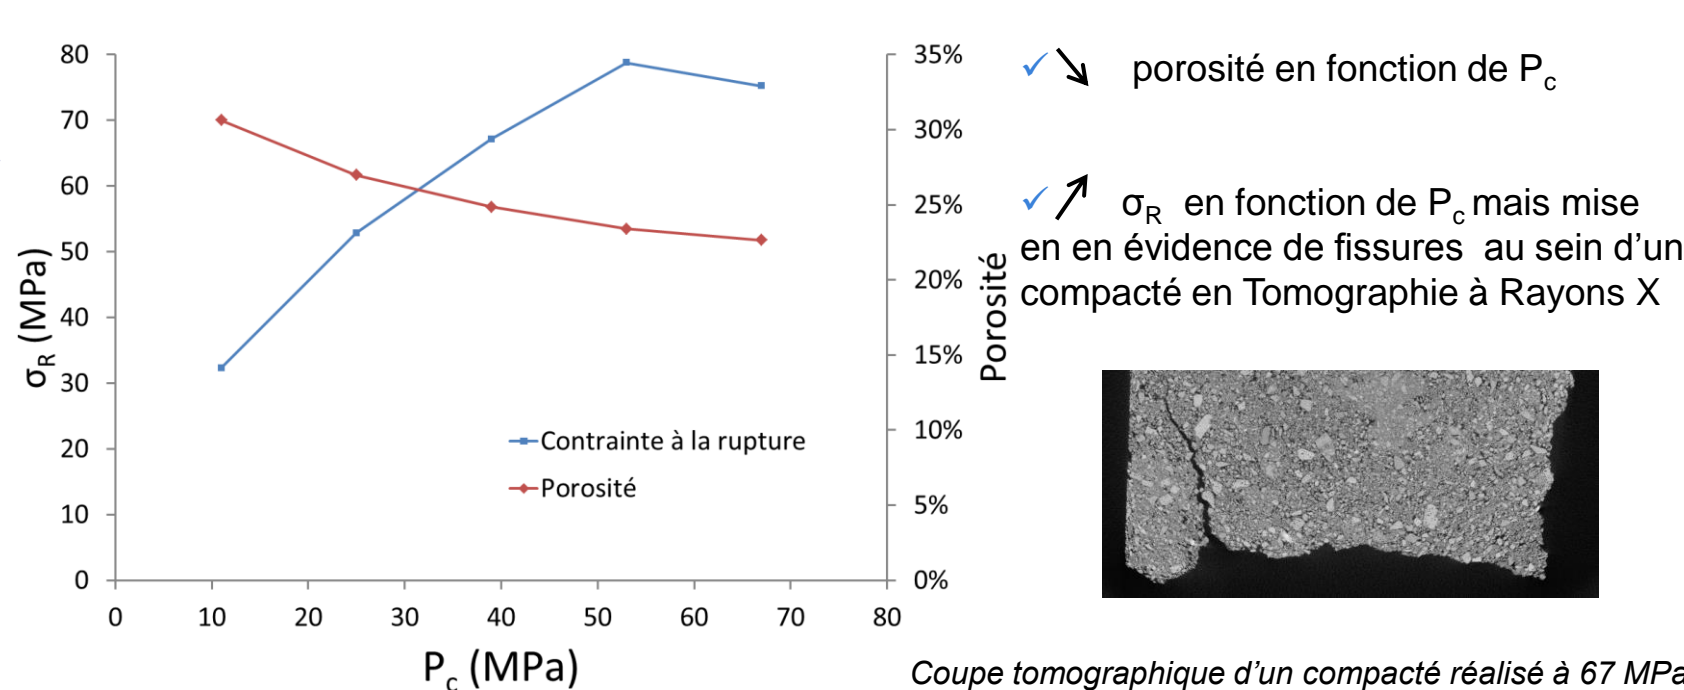 80
70
60
50
40
30
20
10
0
σR (MPa)
0 10 20 30 40 50 60 70 80
Pc (MPa)
35%
30%
25%
20%
15%
10%
5%
0%
Porosité
Contrainte à la rupture
Porosité
✓ ↘ porosité en fonction de Pc
✓ ↗ σR en fonction de Pc mais mise
en en évidence de fissures au sein d’un
compacté en Tomographie à Rayons X
Coupe tomographique d’un compacté réalisé à 67 MPa